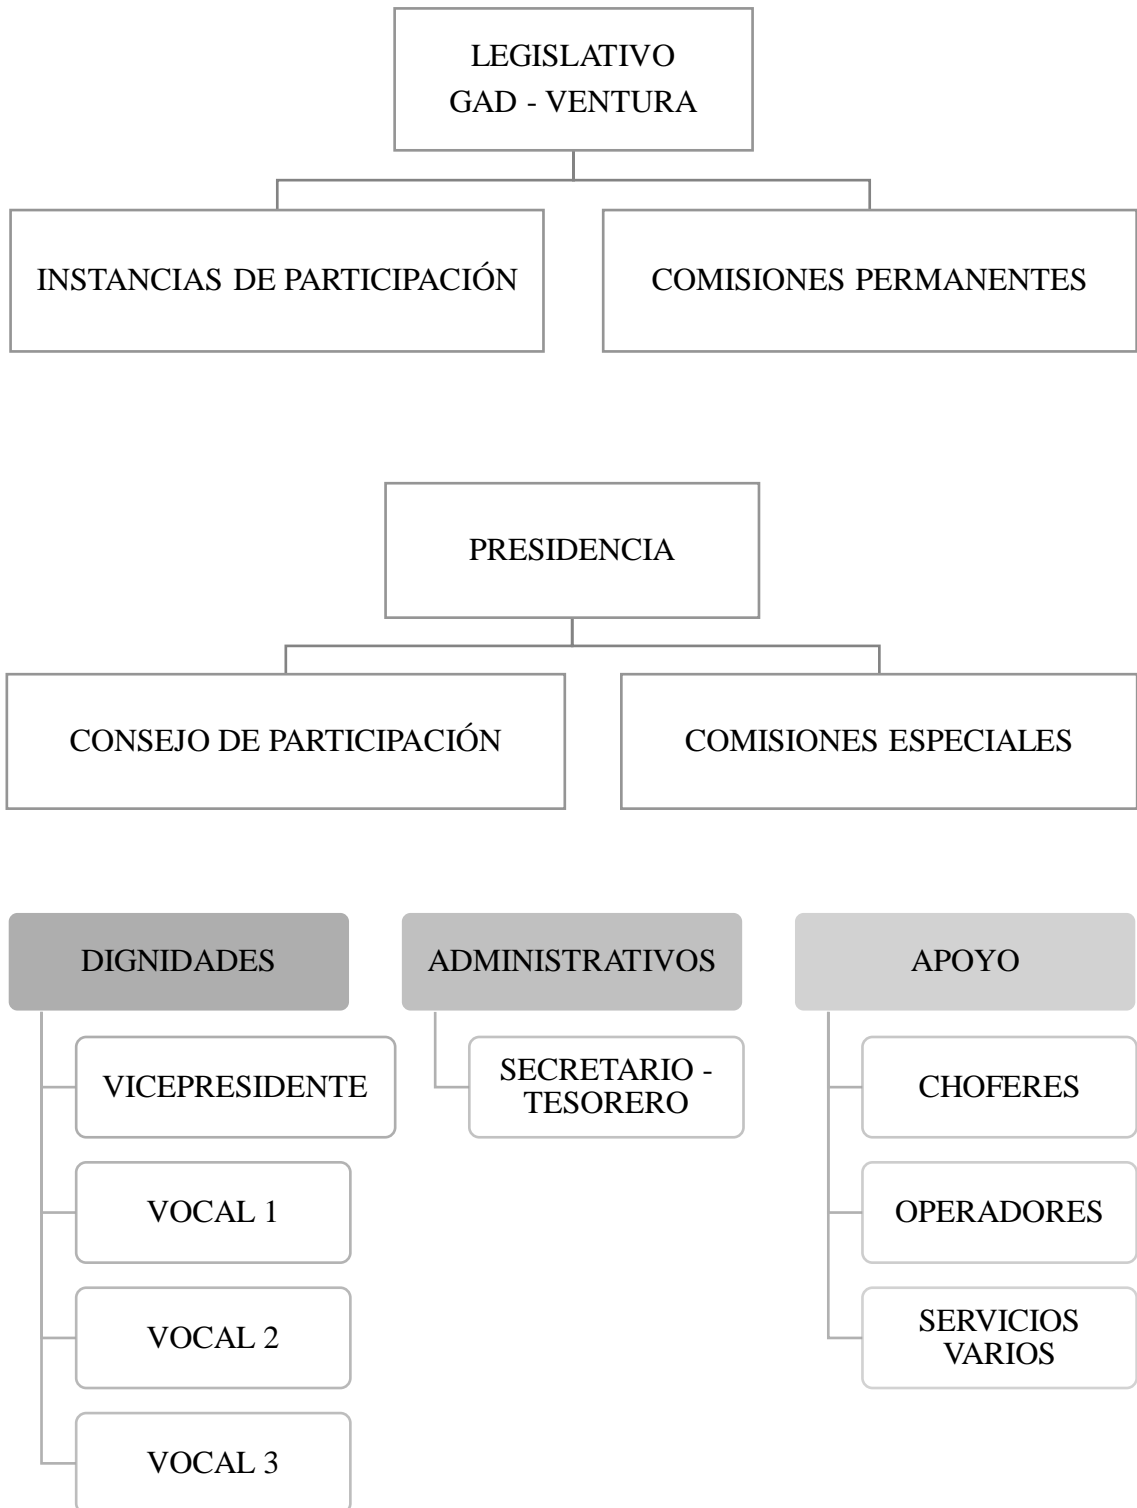 LEGISLATIVO
GAD - VENTURA
INSTANCIAS DE PARTICIPACIÓN
COMISIONES PERMANENTES
PRESIDENCIA
CONSEJO DE PARTICIPACIÓN
COMISIONES ESPECIALES
DIGNIDADES
VICEPRESIDENTE
VOCAL 1
VOCAL 2
VOCAL 3
ADMINISTRATIVOS
SECRETARIO -
TESORERO
APOYO
CHOFERES
OPERADORES
SERVICIOS
VARIOS